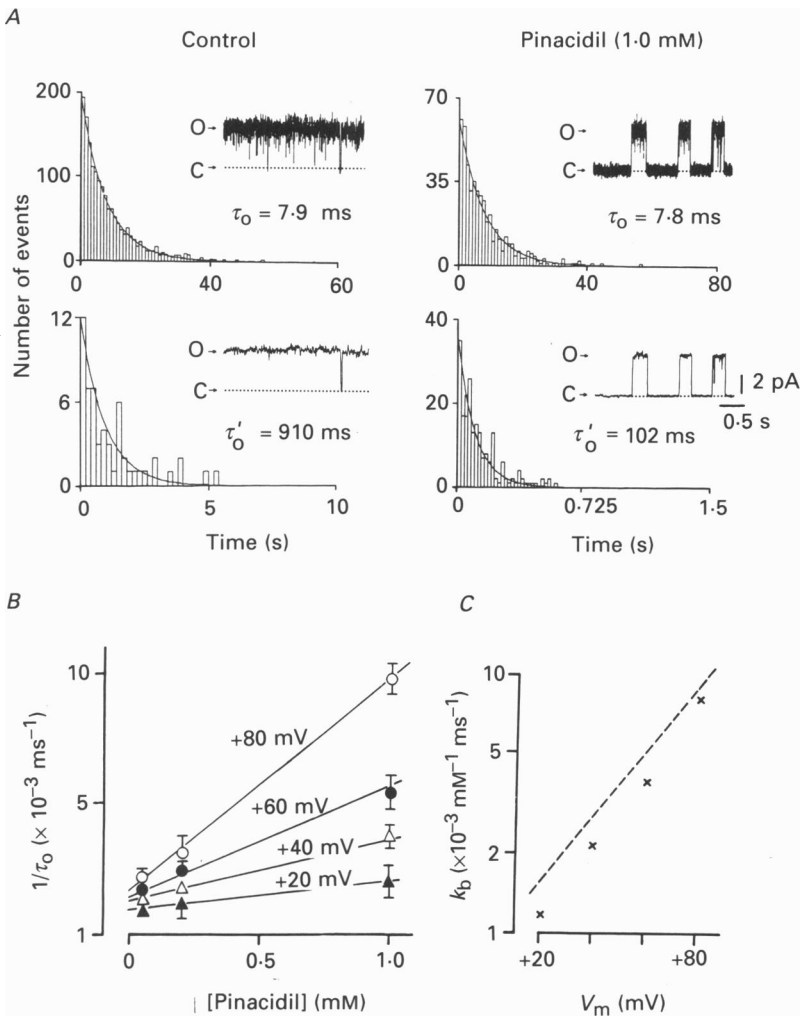 A
Control
Pinacidil (1·0 mM)
Number of events
200
100
0
O→
C→
τo = 7·9 ms
0 40 60
70
35
0
O→
C→
τo = 7·8 ms
0 40 80
12
6
0
O→
C→
τ'o = 910 ms
0 5 10
Time (s)
40
20
0
O→
C→
2 pA
0·5 s
τ'o = 102 ms
0 0·725 1·5
Time (s)
B
1/τo (× 10−3 ms−1)
10
5
1
+80 mV
+60 mV
+40 mV
+20 mV
0 0·5 1·0
[Pinacidil] (mM)
C
kb (×10−3 mM−1 ms−1)
10
5
2
1
+20 +80
Vm (mV)